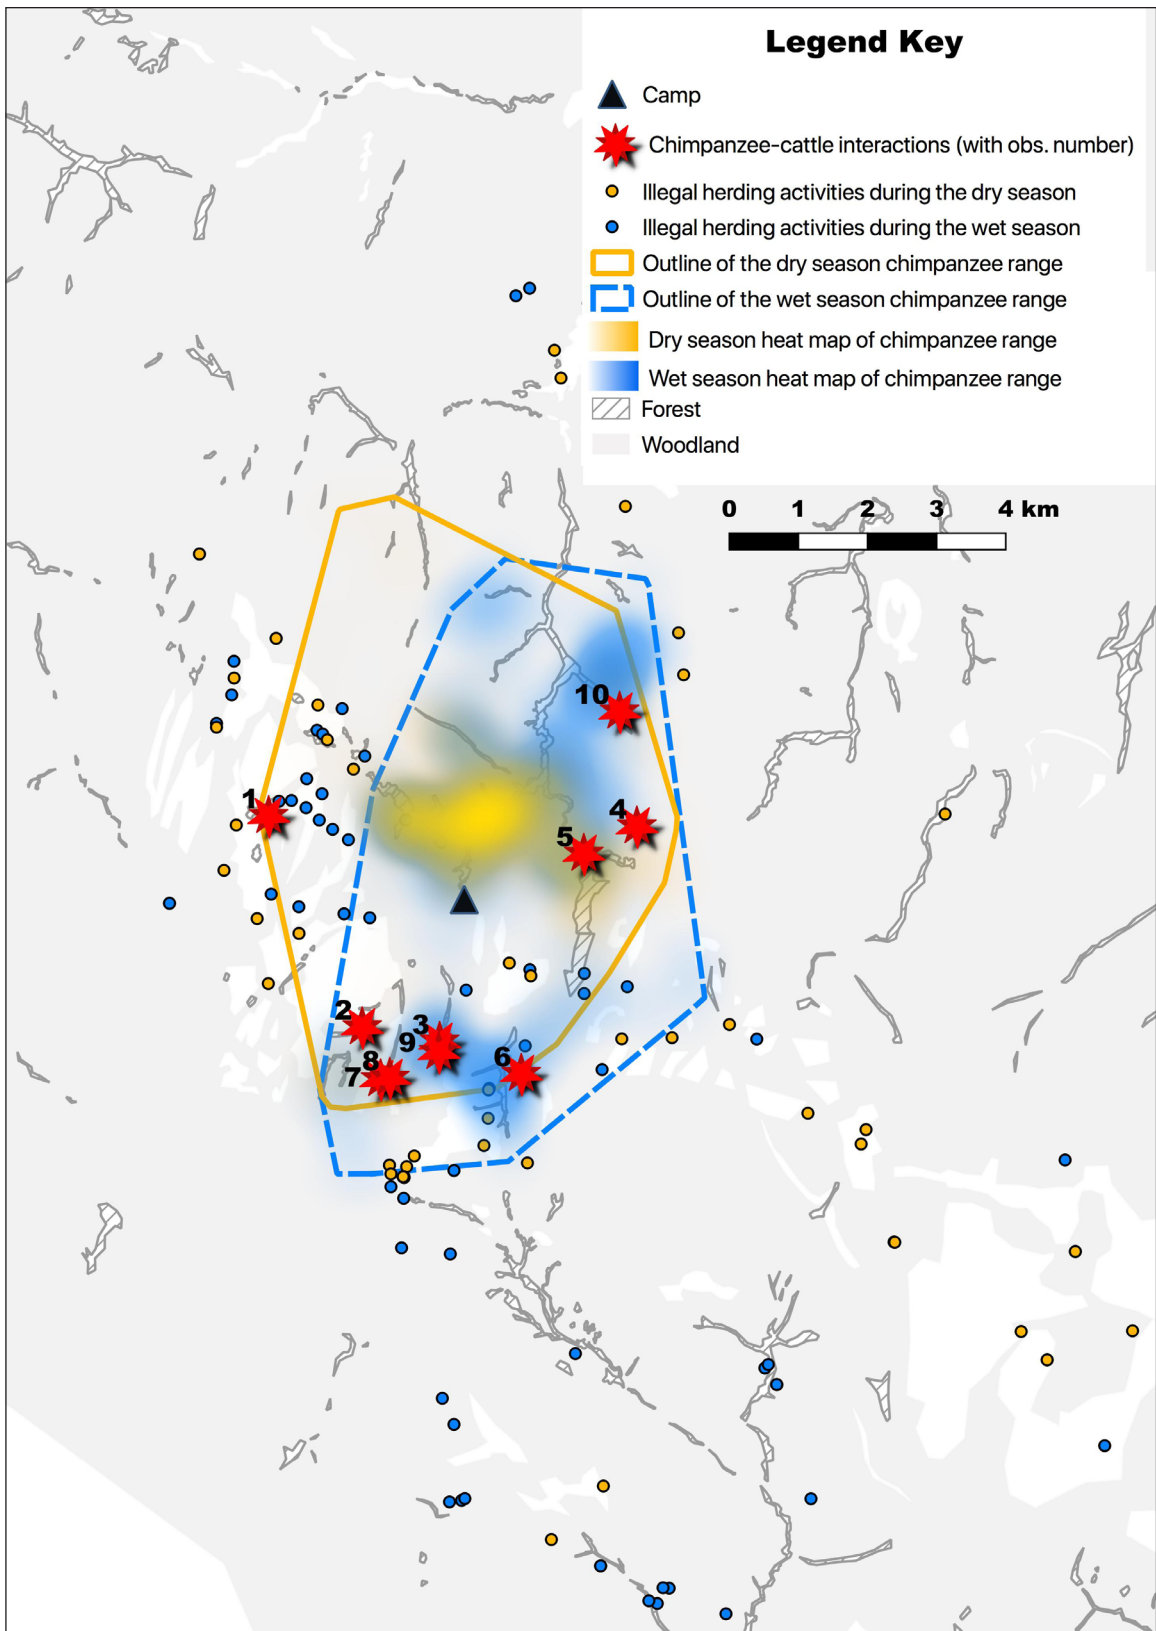 Legend Key
Camp
Chimpanzee-cattle interactions (with obs. number)
Illegal herding activities during the dry season
Illegal herding activities during the wet season
Outline of the dry season chimpanzee range
Outline of the wet season chimpanzee range
Dry season heat map of chimpanzee range
Wet season heat map of chimpanzee range
Forest
Woodland
0 1 2 3 4 km
10
1
4
5
2
3
9
6
8
7